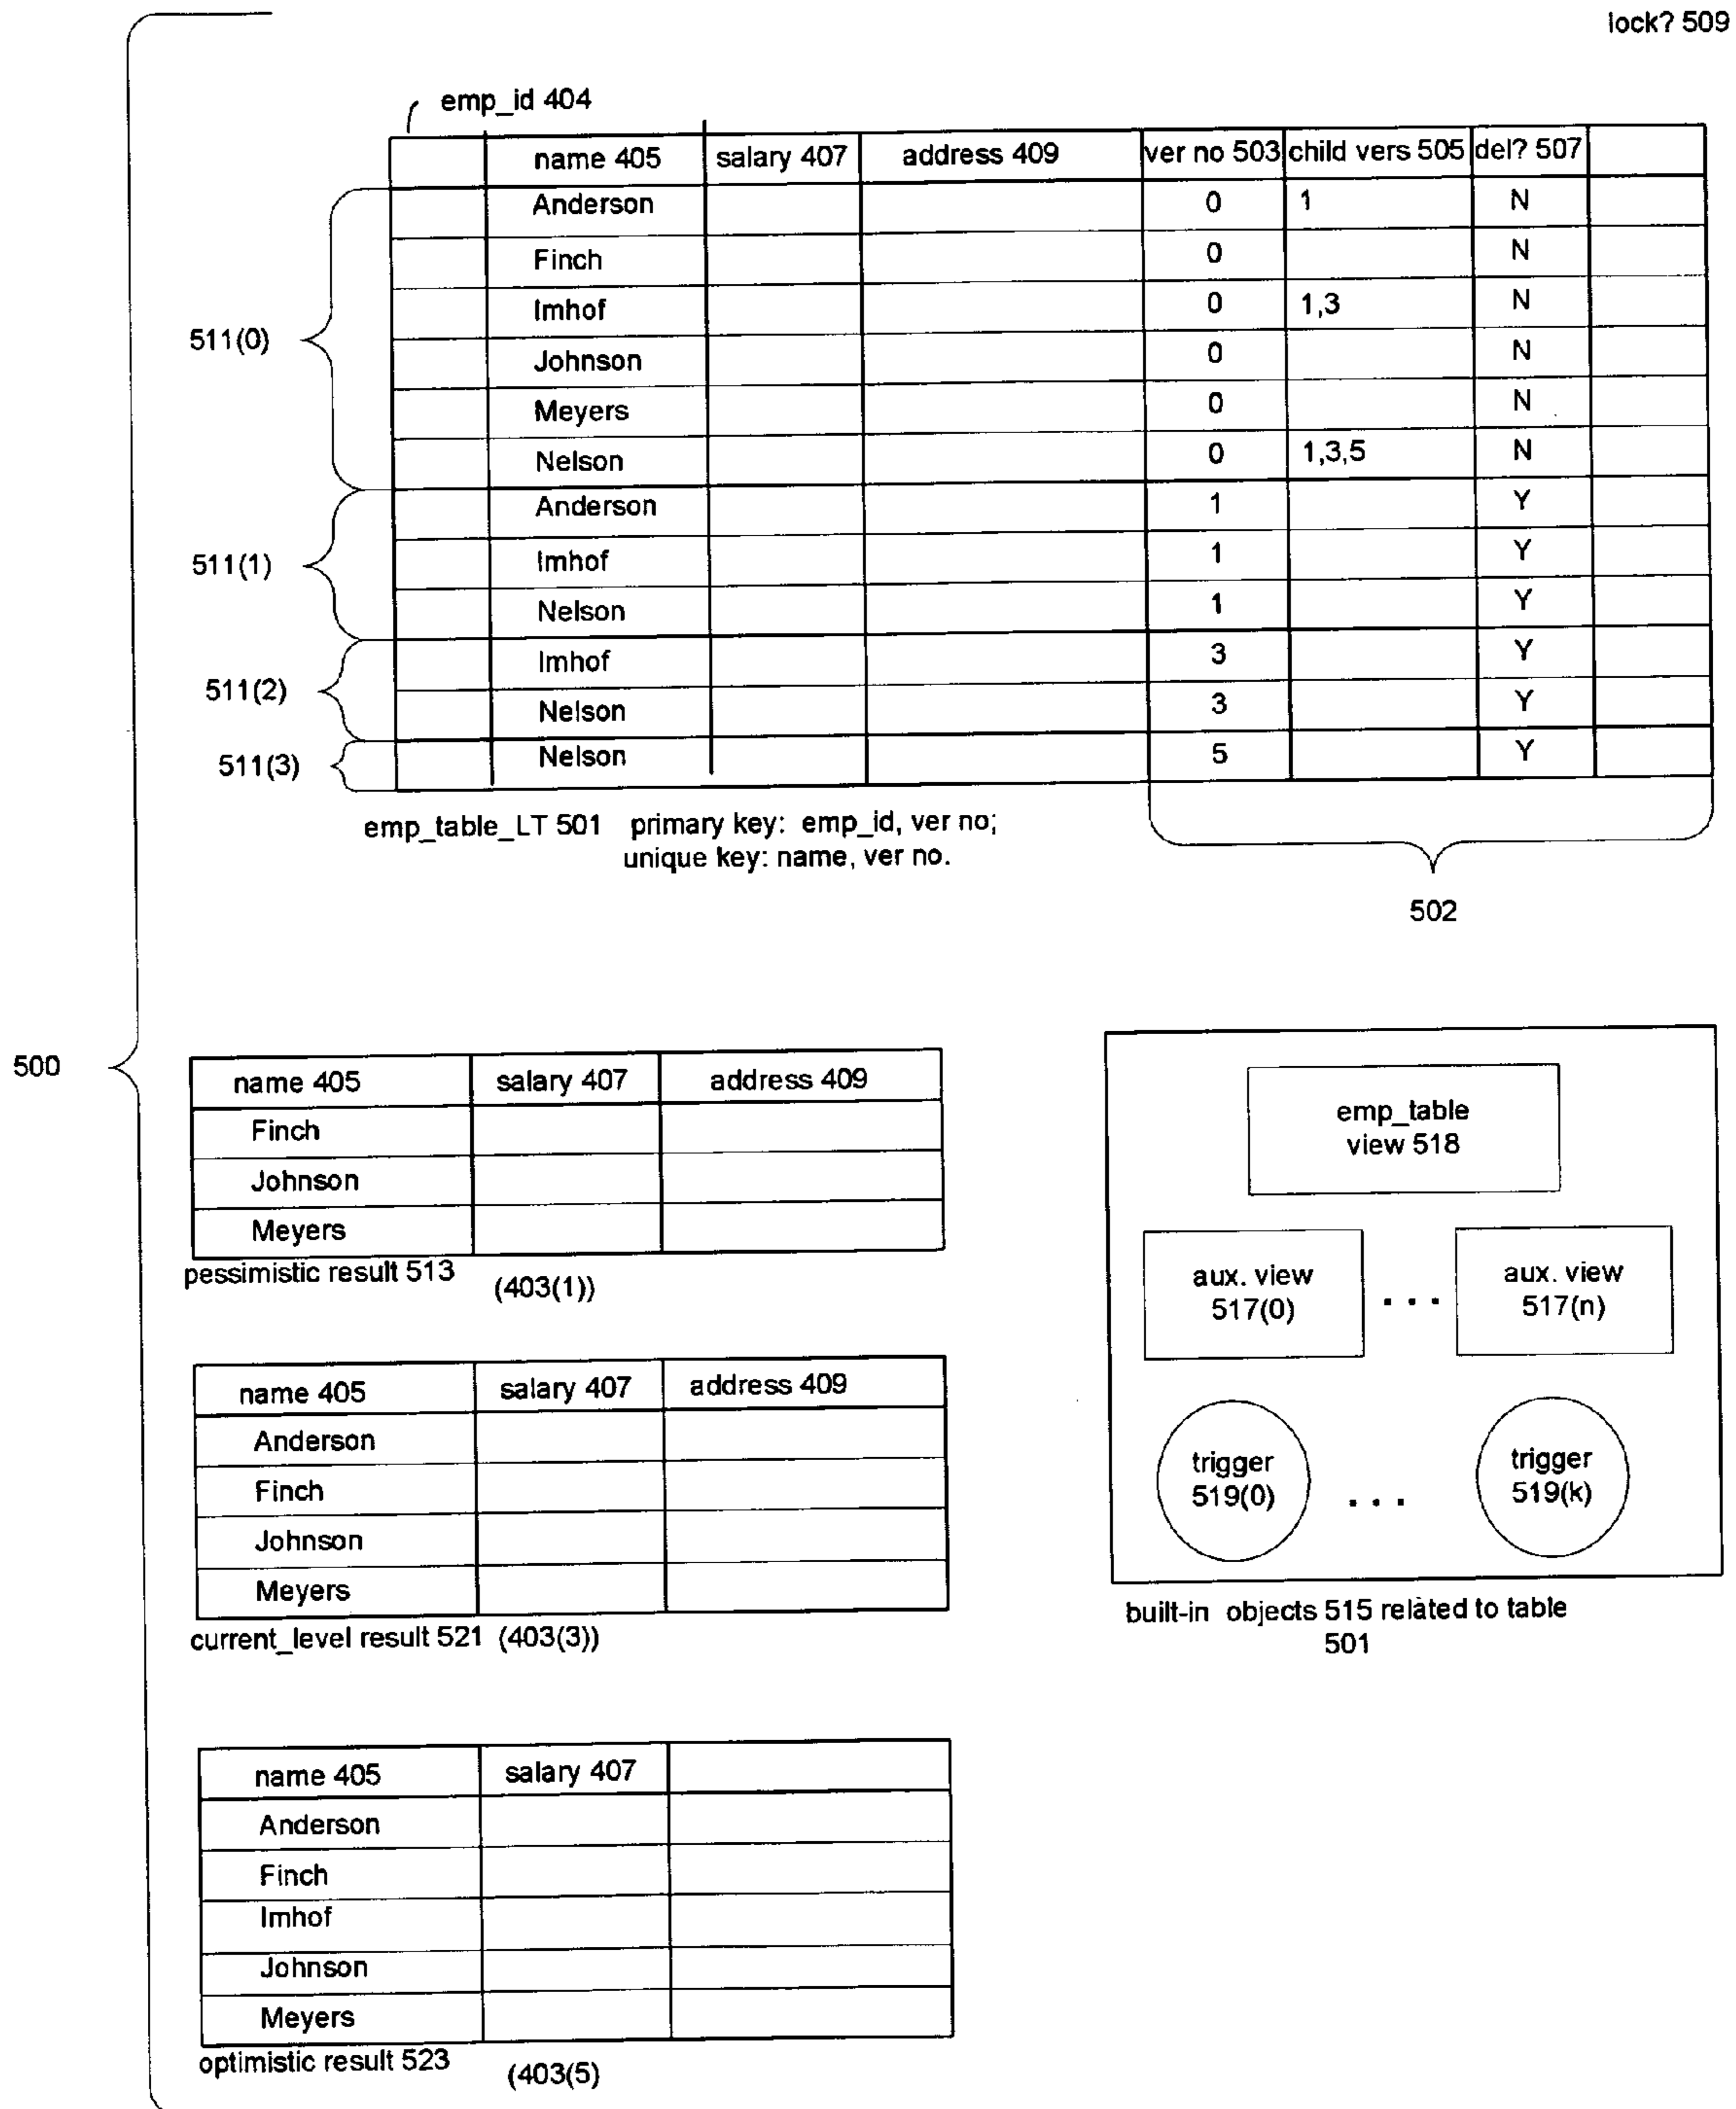 lock? 509
emp_id 404
name 405 salary 407 address 409 ver no 503 child vers 505 del? 507
Anderson 0 1 N
Finch 0 N
Imhof 0 1,3 N
511(0)
Johnson 0 N
Meyers 0 N
Nelson 0 1,3,5 N
Anderson 1 Y
511(1) Imhof 1 Y
Nelson 1 Y
Imhof 3 Y
511(2)
Nelson 3 Y
511(3) Nelson 5 Y
emp_table_LT 501 primary key: emp_id, ver no;
unique key: name, ver no.
502
500
name 405 salary 407 address 409
Finch
Johnson
Meyers
pessimistic result 513 (403(1))
name 405 salary 407 address 409
Anderson
Finch
Johnson
Meyers
current_level result 521 (403(3))
name 405 salary 407
Anderson
Finch
Imhof
Johnson
Meyers
optimistic result 523 (403(5)
emp_table
view 518
aux. view
517(0)
. . .
aux. view
517(n)
trigger
519(0)
. . .
trigger
519(k)
built-in objects 515 related to table
501